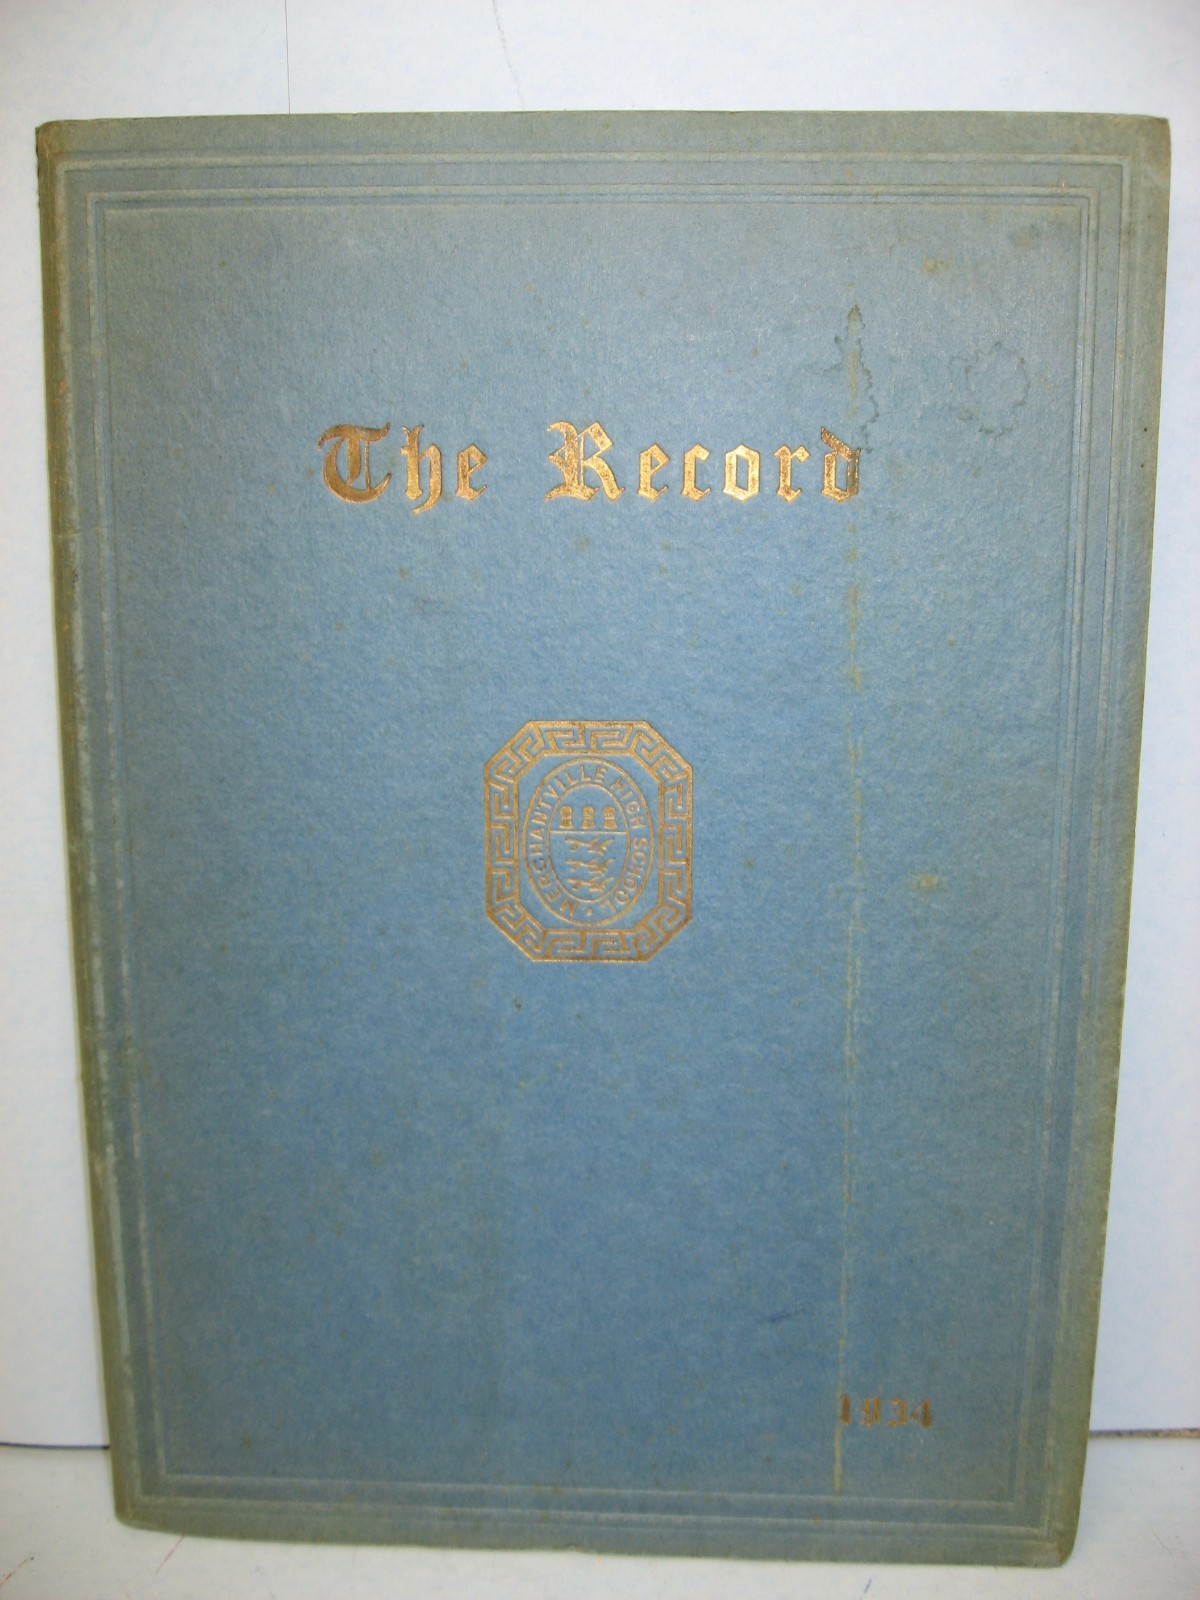 The Record
MERCHANTVILLE HIGH SCHOOL
1934